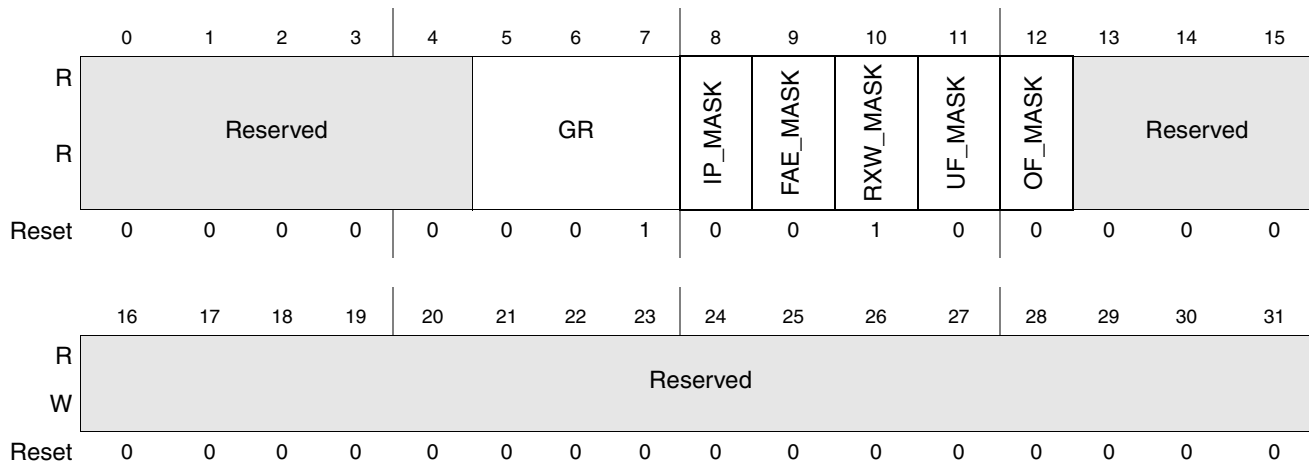 0 1 2 3 4 5 6 7 8 9 10 11 12 13 14 15
R
Reserved GR IP_MASK FAE_MASK RXW_MASK UF_MASK OF_MASK Reserved
R
Reset 0 0 0 0 0 0 0 1 0 0 1 0 0 0 0 0
16 17 18 19 20 21 22 23 24 25 26 27 28 29 30 31
R
Reserved
W
Reset 0 0 0 0 0 0 0 0 0 0 0 0 0 0 0 0